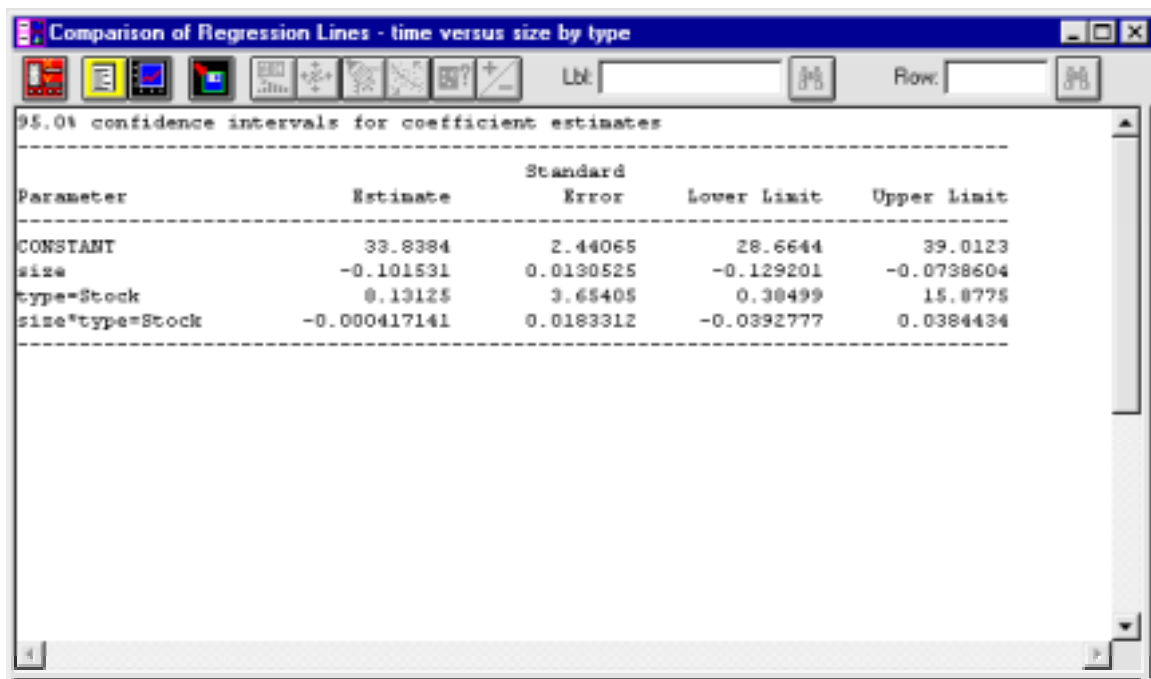 Comparison of Regression Lines - time versus size by type
Lbl: Row:
95.0% confidence intervals for coefficient estimates
--------------------------------------------------------------------------------
Standard
Parameter Estimate Error Lower Limit Upper Limit
--------------------------------------------------------------------------------
CONSTANT 33.8384 2.44065 28.6644 39.0123
size -0.101531 0.0130525 -0.129201 -0.0738604
type=Stock 8.13125 3.65405 0.38499 15.8775
size*type=Stock -0.000417141 0.0183312 -0.0392777 0.0384434
--------------------------------------------------------------------------------